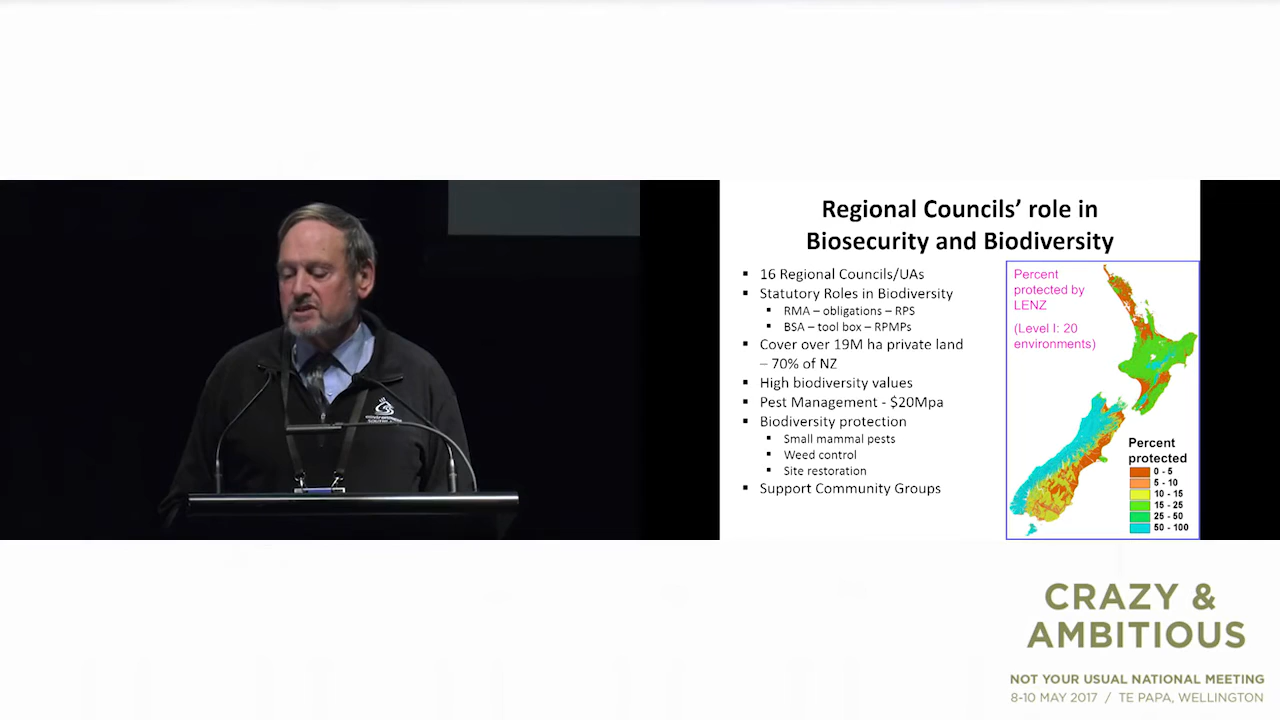 Regional Councils' role in
Biosecurity and Biodiversity
▪ 16 Regional Councils/UAs
▪ Statutory Roles in Biodiversity
▪ RMA – obligations – RPS
▪ BSA – tool box – RPMPs
▪ Cover over 19M ha private land
– 70% of NZ
▪ High biodiversity values
▪ Pest Management - $20Mpa
▪ Biodiversity protection
▪ Small mammal pests
▪ Weed control
▪ Site restoration
▪ Support Community Groups
Percent
protected by
LENZ
(Level I: 20
environments)
Percent
protected
0 - 5
5 - 10
10 - 15
15 - 25
25 - 50
50 - 100
CRAZY &
AMBITIOUS
NOT YOUR USUAL NATIONAL MEETING
8-10 MAY 2017 / TE PAPA, WELLINGTON